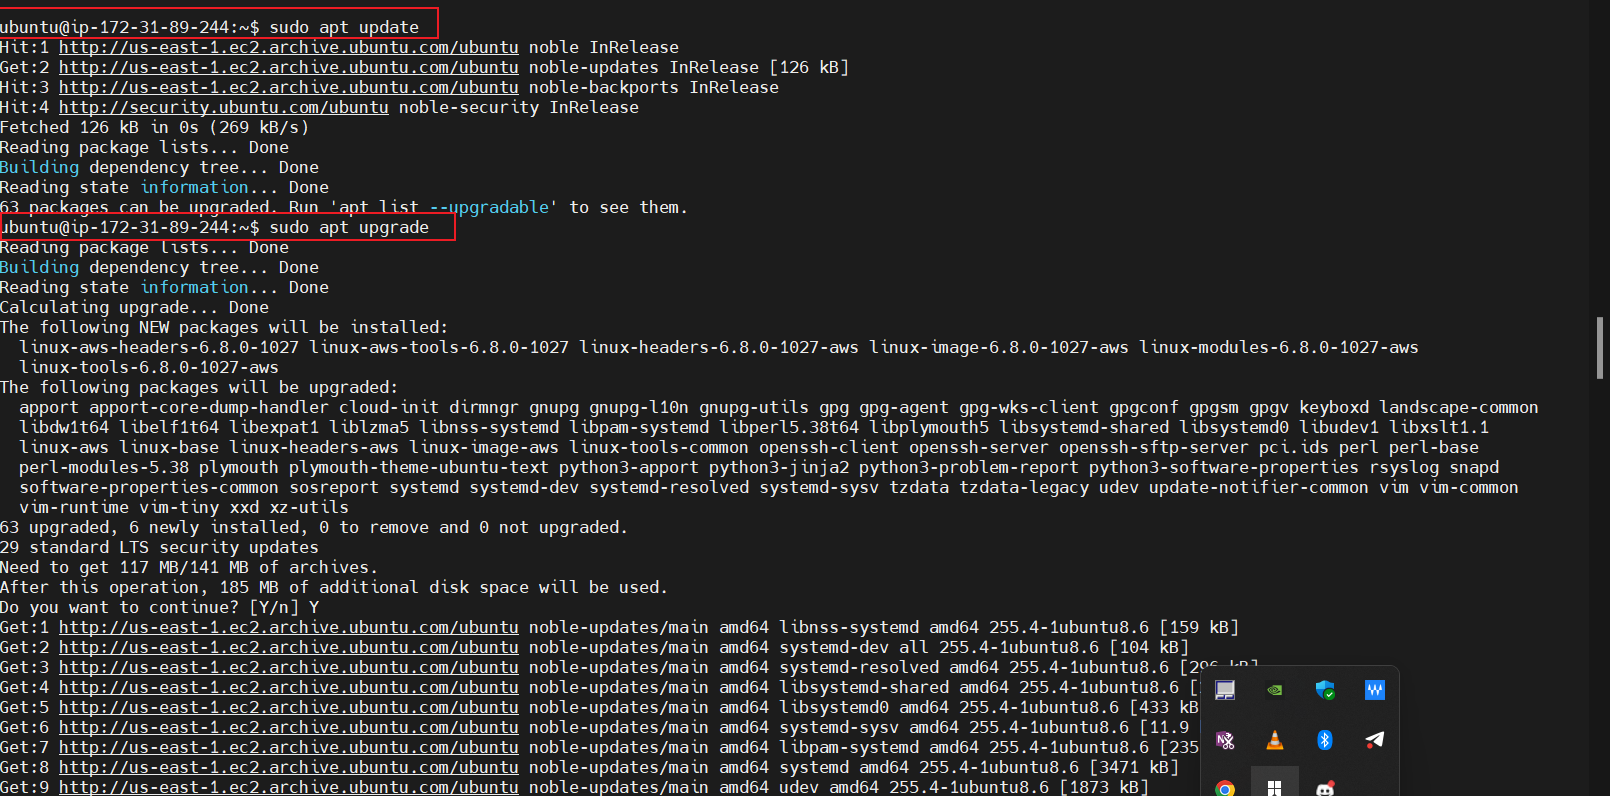 ubuntu@ip-172-31-89-244:~$ sudo apt update
Hit:1 http://us-east-1.ec2.archive.ubuntu.com/ubuntu noble InRelease
Get:2 http://us-east-1.ec2.archive.ubuntu.com/ubuntu noble-updates InRelease [126 kB]
Hit:3 http://us-east-1.ec2.archive.ubuntu.com/ubuntu noble-backports InRelease
Hit:4 http://security.ubuntu.com/ubuntu noble-security InRelease
Fetched 126 kB in 0s (269 kB/s)
Reading package lists... Done
Building dependency tree... Done
Reading state information... Done
63 packages can be upgraded. Run 'apt list --upgradable' to see them.
ubuntu@ip-172-31-89-244:~$ sudo apt upgrade
Reading package lists... Done
Building dependency tree... Done
Reading state information... Done
Calculating upgrade... Done
The following NEW packages will be installed:
linux-aws-headers-6.8.0-1027 linux-aws-tools-6.8.0-1027 linux-headers-6.8.0-1027-aws linux-image-6.8.0-1027-aws linux-modules-6.8.0-1027-aws
linux-tools-6.8.0-1027-aws
The following packages will be upgraded:
apport apport-core-dump-handler cloud-init dirmngr gnupg gnupg-l10n gnupg-utils gpg gpg-agent gpg-wks-client gpgconf gpgsm gpgv keyboxd landscape-common
libdw1t64 libelf1t64 libexpat1 liblzma5 libnss-systemd libpam-systemd libperl5.38t64 libplymouth5 libsystemd-shared libsystemd0 libudev1 libxslt1.1
linux-aws linux-base linux-headers-aws linux-image-aws linux-tools-common openssh-client openssh-server openssh-sftp-server pci.ids perl perl-base
perl-modules-5.38 plymouth plymouth-theme-ubuntu-text python3-apport python3-jinja2 python3-problem-report python3-software-properties rsyslog snapd
software-properties-common sosreport systemd systemd-dev systemd-resolved systemd-sysv tzdata tzdata-legacy udev update-notifier-common vim vim-common
vim-runtime vim-tiny xxd xz-utils
63 upgraded, 6 newly installed, 0 to remove and 0 not upgraded.
29 standard LTS security updates
Need to get 117 MB/141 MB of archives.
After this operation, 185 MB of additional disk space will be used.
Do you want to continue? [Y/n] Y
Get:1 http://us-east-1.ec2.archive.ubuntu.com/ubuntu noble-updates/main amd64 libnss-systemd amd64 255.4-1ubuntu8.6 [159 kB]
Get:2 http://us-east-1.ec2.archive.ubuntu.com/ubuntu noble-updates/main amd64 systemd-dev all 255.4-1ubuntu8.6 [104 kB]
Get:3 http://us-east-1.ec2.archive.ubuntu.com/ubuntu noble-updates/main amd64 systemd-resolved amd64 255.4-1ubuntu8.6 [296 kB]
Get:4 http://us-east-1.ec2.archive.ubuntu.com/ubuntu noble-updates/main amd64 libsystemd-shared amd64 255.4-1ubuntu8.6 [
Get:5 http://us-east-1.ec2.archive.ubuntu.com/ubuntu noble-updates/main amd64 libsystemd0 amd64 255.4-1ubuntu8.6 [433 kB
Get:6 http://us-east-1.ec2.archive.ubuntu.com/ubuntu noble-updates/main amd64 systemd-sysv amd64 255.4-1ubuntu8.6 [11.9
Get:7 http://us-east-1.ec2.archive.ubuntu.com/ubuntu noble-updates/main amd64 libpam-systemd amd64 255.4-1ubuntu8.6 [235
Get:8 http://us-east-1.ec2.archive.ubuntu.com/ubuntu noble-updates/main amd64 systemd amd64 255.4-1ubuntu8.6 [3471 kB]
Get:9 http://us-east-1.ec2.archive.ubuntu.com/ubuntu noble-updates/main amd64 udev amd64 255.4-1ubuntu8.6 [1873 kB]